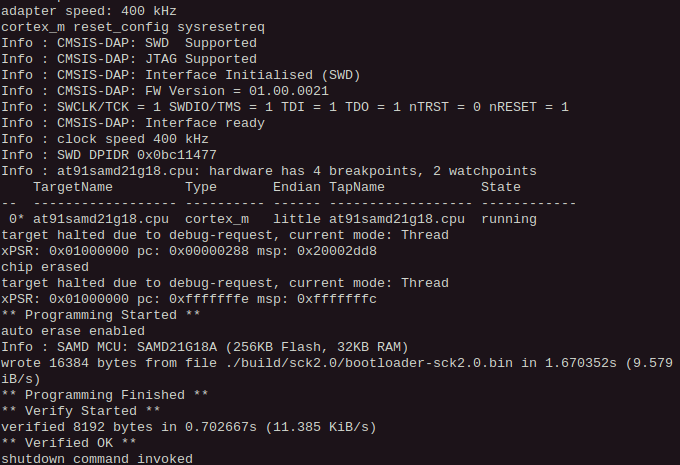 adapter speed: 400 kHz
cortex_m reset_config sysresetreq
Info : CMSIS-DAP: SWD  Supported
Info : CMSIS-DAP: JTAG Supported
Info : CMSIS-DAP: Interface Initialised (SWD)
Info : CMSIS-DAP: FW Version = 01.00.0021
Info : SWCLK/TCK = 1 SWDIO/TMS = 1 TDI = 1 TDO = 1 nTRST = 0 nRESET = 1
Info : CMSIS-DAP: Interface ready
Info : clock speed 400 kHz
Info : SWD DPIDR 0x0bc11477
Info : at91samd21g18.cpu: hardware has 4 breakpoints, 2 watchpoints
    TargetName         Type       Endian TapName            State
--  ------------------ ---------- ------ ------------------ ------------
 0* at91samd21g18.cpu  cortex_m   little at91samd21g18.cpu  running
target halted due to debug-request, current mode: Thread
xPSR: 0x01000000 pc: 0x00000288 msp: 0x20002dd8
chip erased
target halted due to debug-request, current mode: Thread
xPSR: 0x01000000 pc: 0xfffffffe msp: 0xfffffffc
** Programming Started **
auto erase enabled
Info : SAMD MCU: SAMD21G18A (256KB Flash, 32KB RAM)
wrote 16384 bytes from file ./build/sck2.0/bootloader-sck2.0.bin in 1.670352s (9.579
iB/s)
** Programming Finished **
** Verify Started **
verified 8192 bytes in 0.702667s (11.385 KiB/s)
** Verified OK **
shutdown command invoked